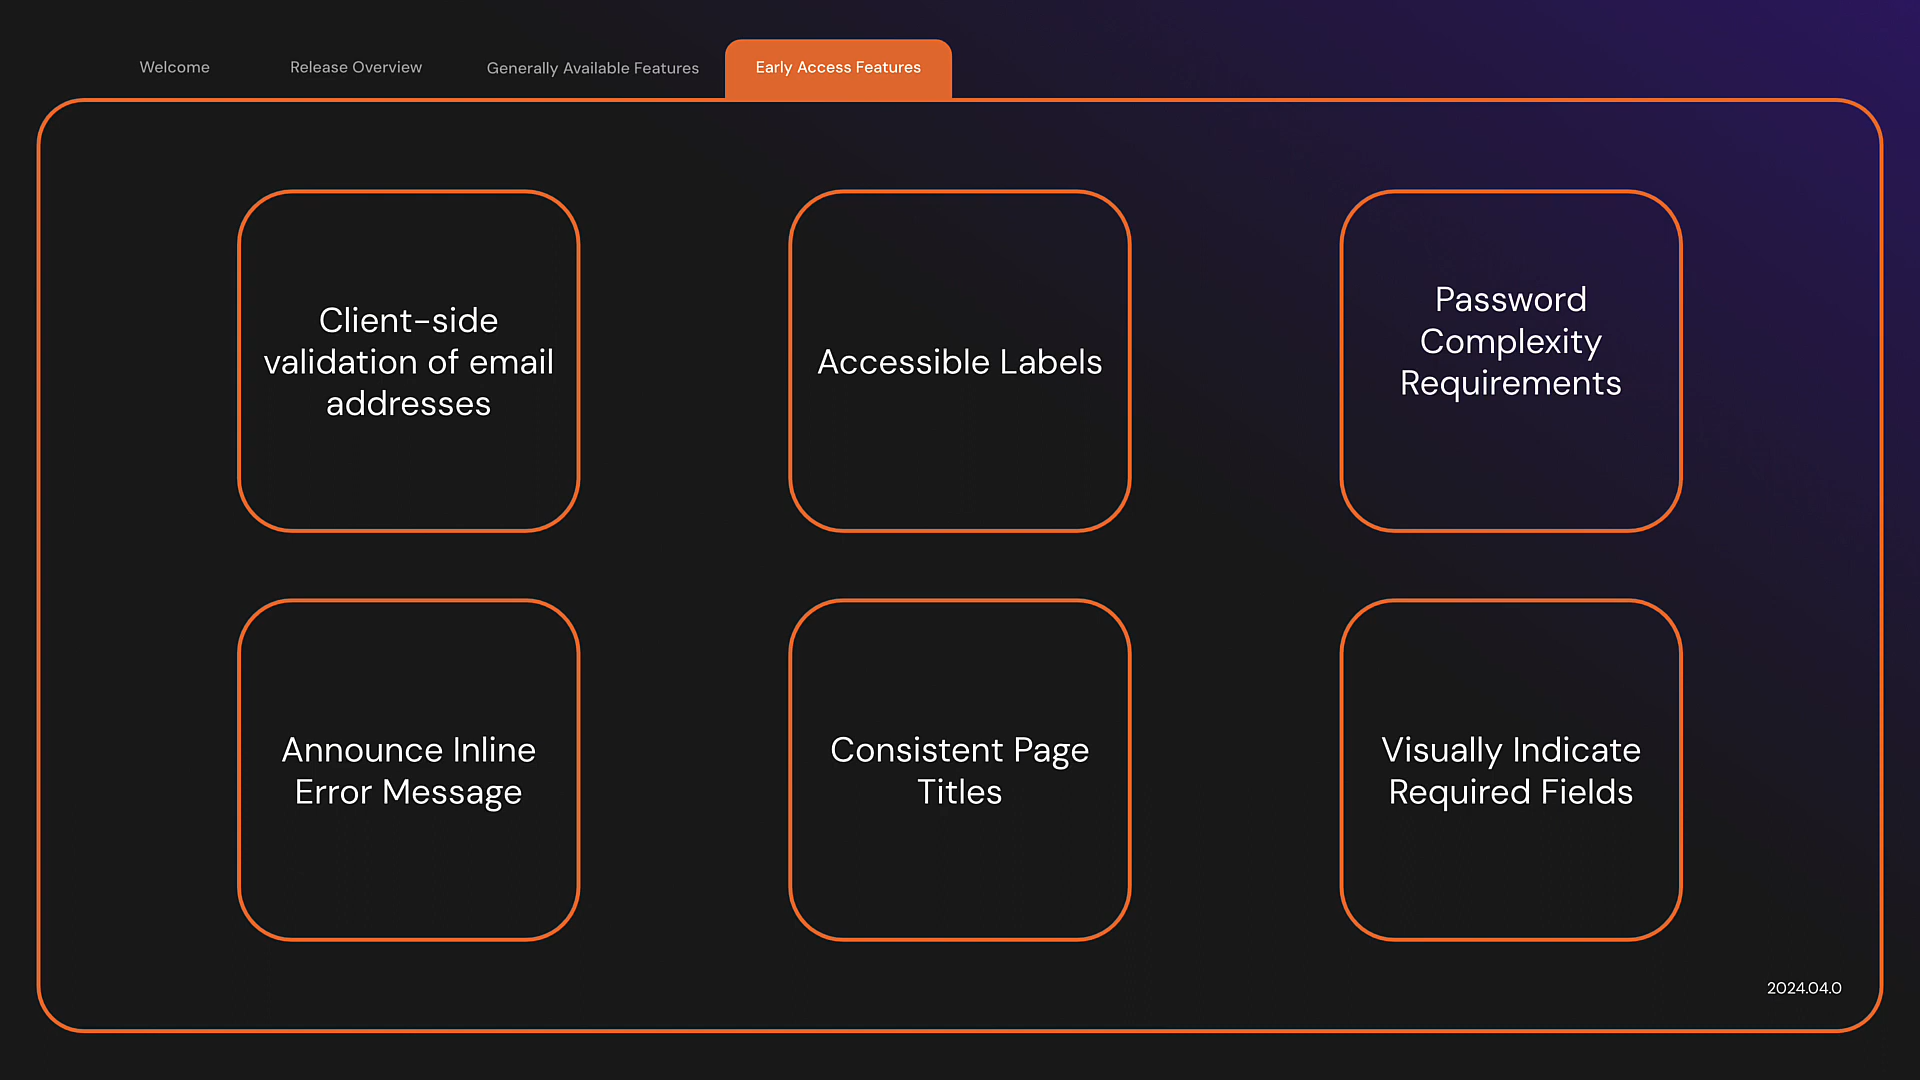 Welcome
Release Overview
Generally Available Features
Early Access Features
Client-side
validation of email
addresses
Accessible Labels
Password
Complexity
Requirements
Announce Inline
Error Message
Consistent Page
Titles
Visually Indicate
Required Fields
2024.04.0